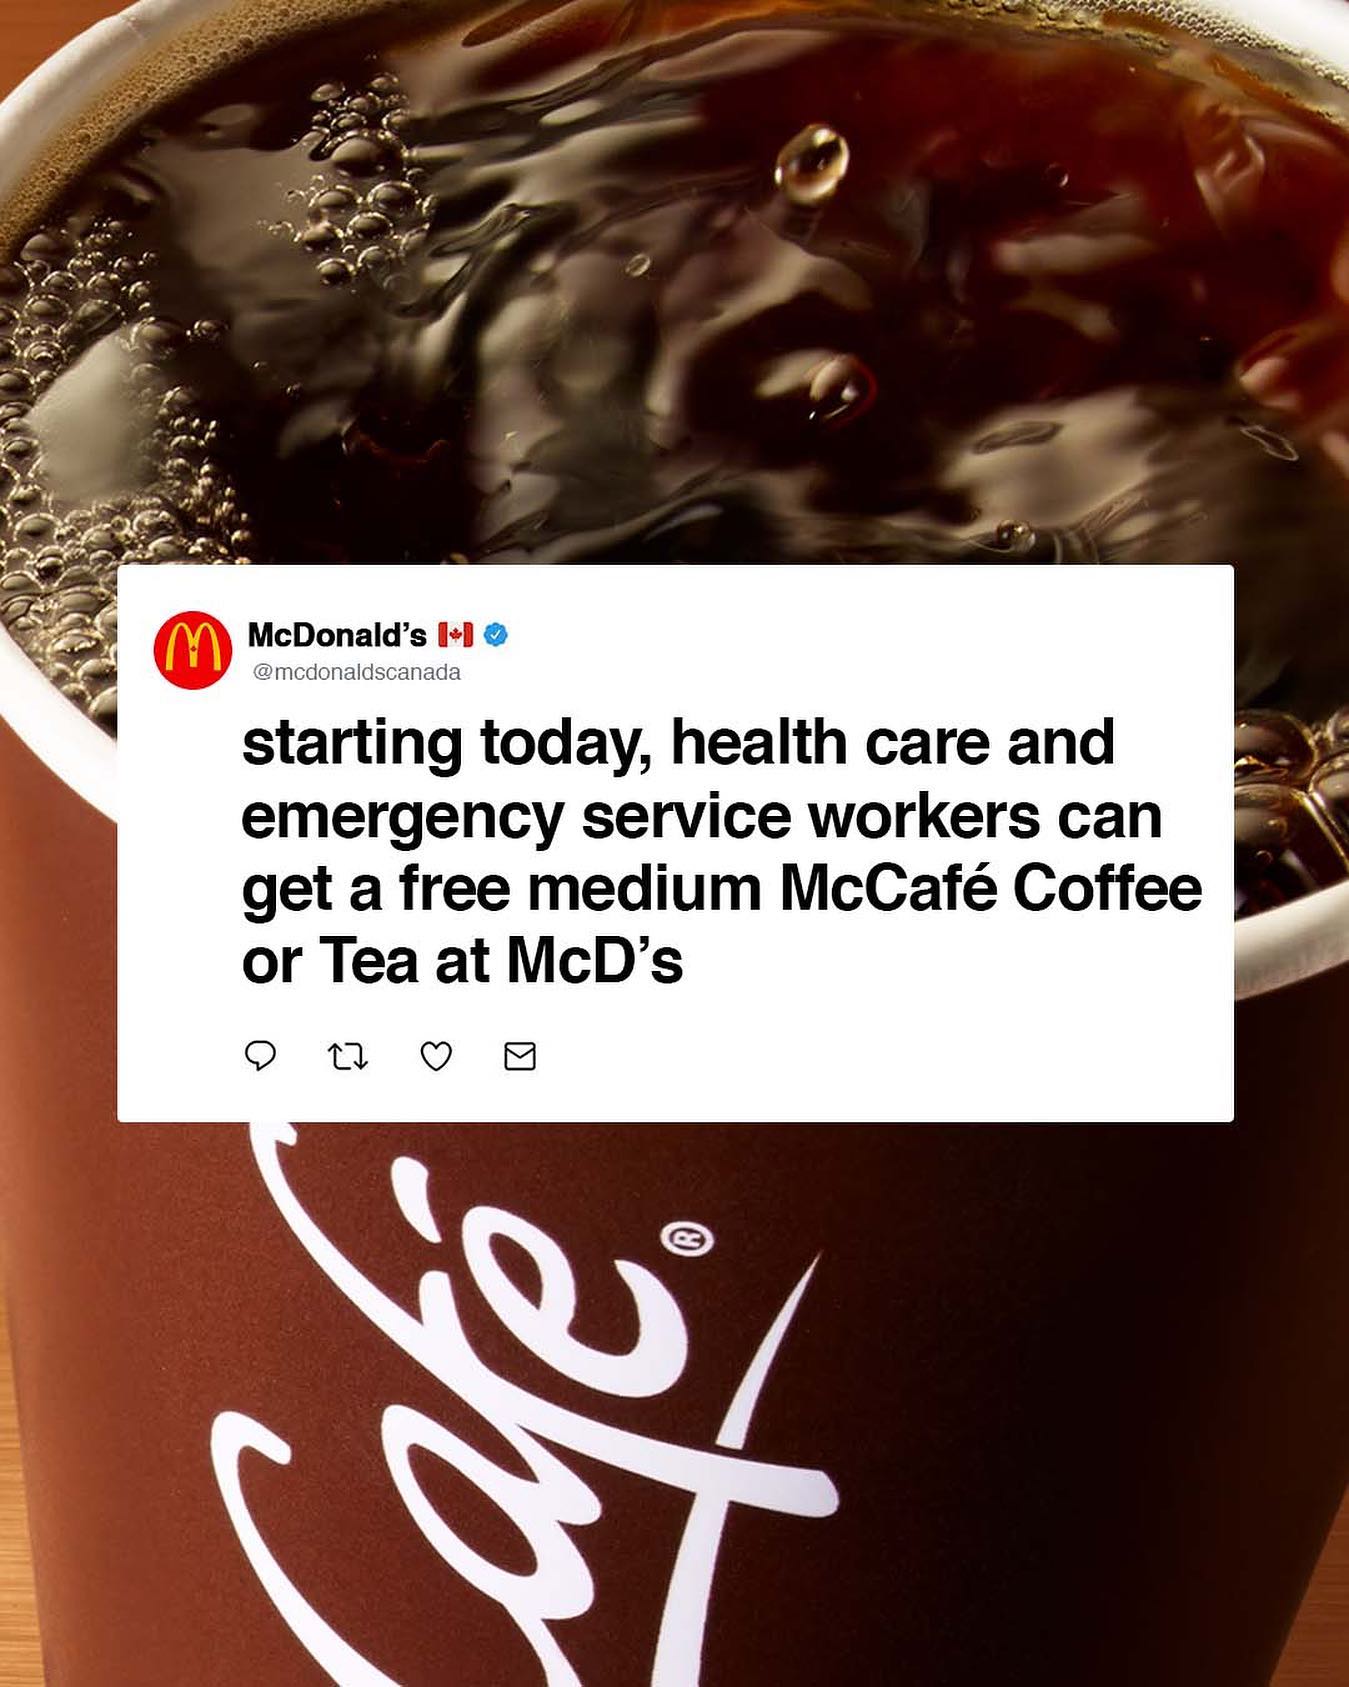 McDonald’s 🇨🇦
@mcdonaldscanada
starting today, health care and
emergency service workers can
get a free medium McCafé Coffee
or Tea at McD’s
Café®